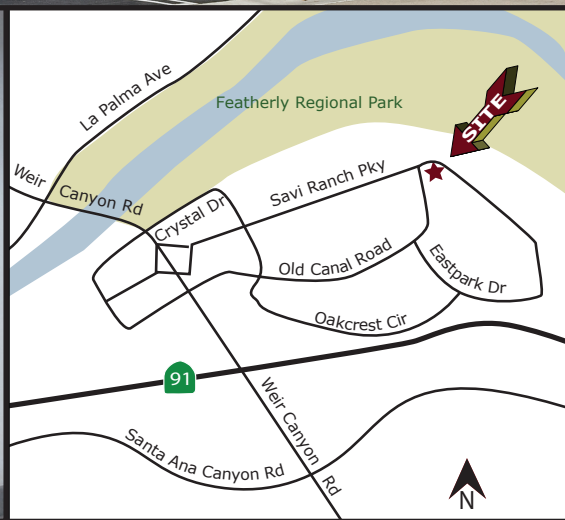 La Palma Ave
Featherly Regional Park
SITE
Weir Canyon Rd
Crystal Dr
Savi Ranch Pky
Old Canal Road
Eastpark Dr
Oakcrest Cir
91
Weir Canyon Rd
Santa Ana Canyon Rd
N